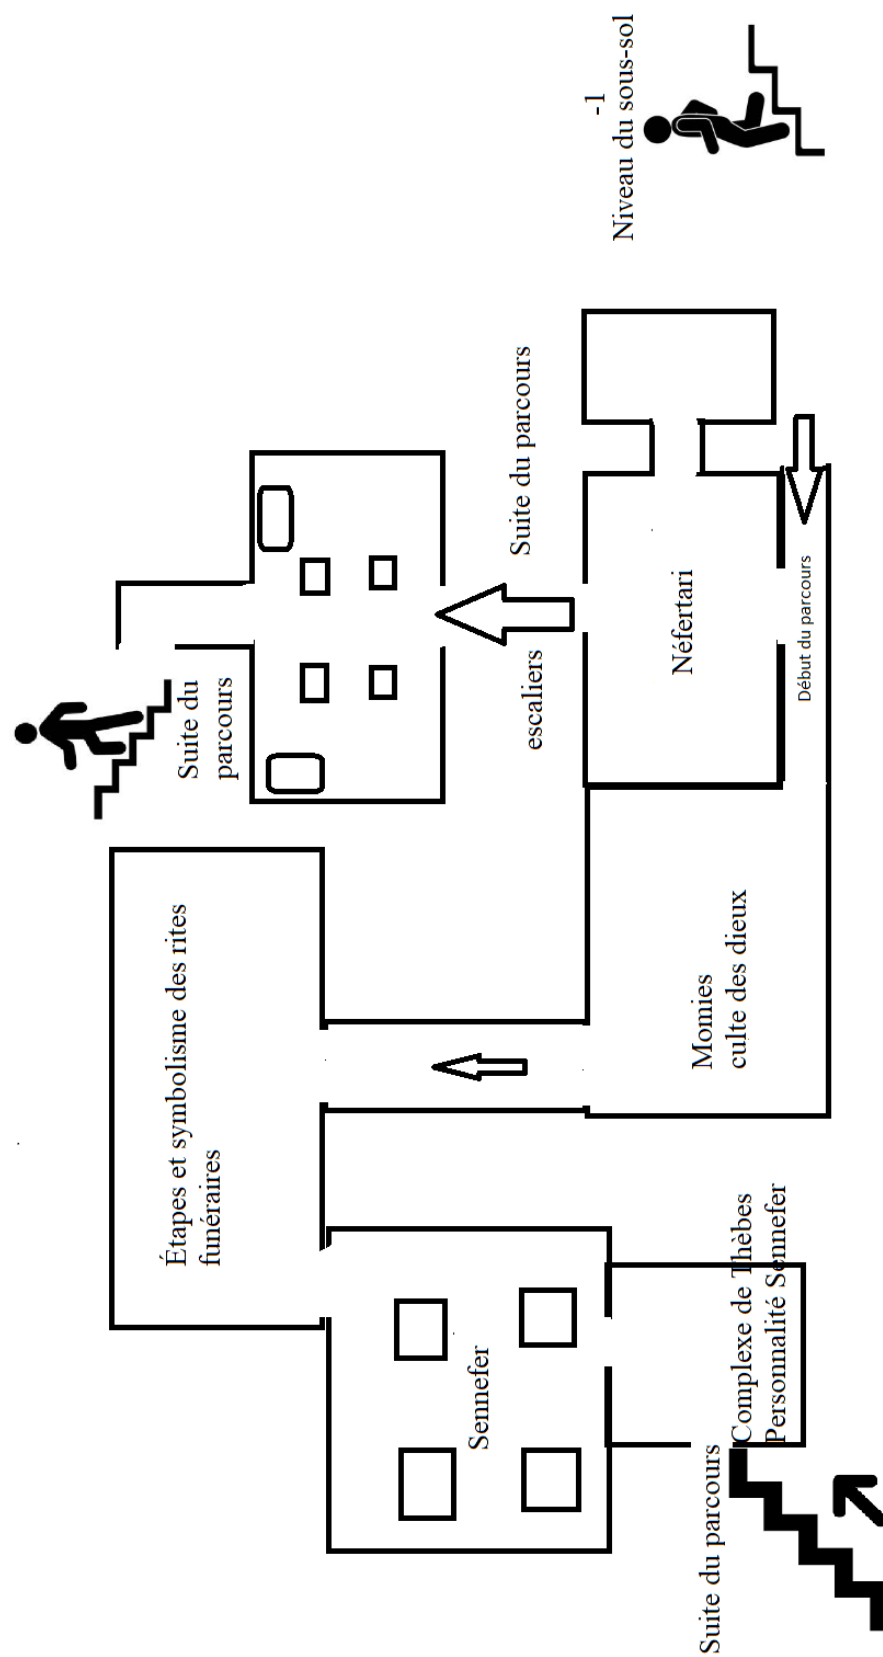 -1
Niveau du sous-sol
Suite du parcours
escaliers
Néfertari
Début du parcours
Suite du
parcours
Étapes et symbolisme des rites
funéraires
Momies
culte des dieux
Sennefer
Complexe de Thèbes
Personnalité Sennefer
Suite du parcours